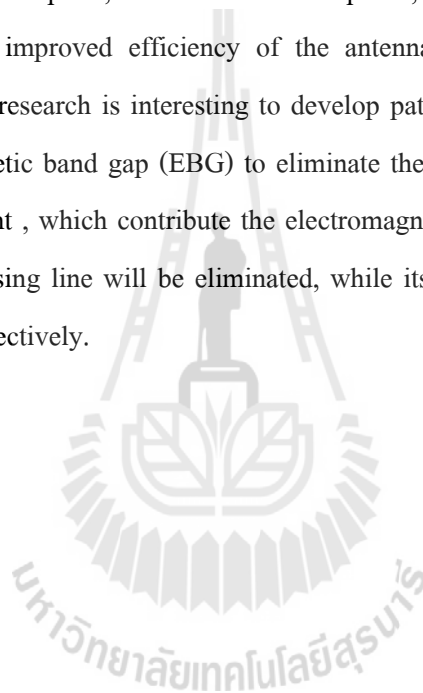 improved efficiency of the antenna
research is interesting to develop pat
etic band gap (EBG) to eliminate the
nt , which contribute the electromagn
sing line will be eliminated, while its
ectively.
มหาวิทยาลัยเทคโนโลยีสุรนารี